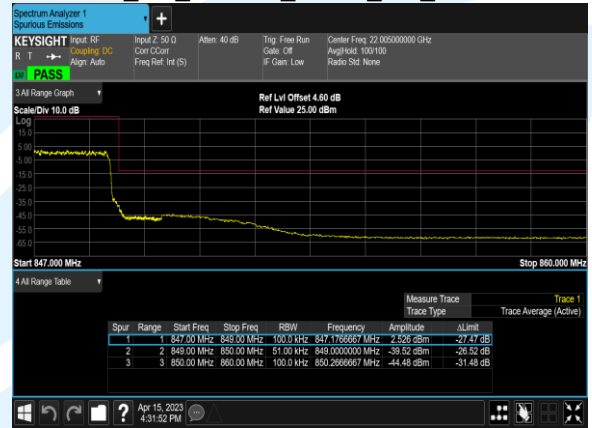 Spectrum Analyzer 1
Spurious Emissions
KEYSIGHT Input: RF Input Z: 50 Ω Atten: 40 dB Trig: Free Run Center Freq: 22.005000000 GHz
R T Coupling: DC Corr CCorr Gate: Off Avg|Hold: 100/100
Align: Auto Freq Ref: Int (S) IF Gain: Low Radio Std: None
PASS
3 All Range Graph
Ref Lvl Offset 4.60 dB
Scale/Div 10.0 dB Ref Value 25.00 dBm
Log
15.0
5.00
-5.00
-15.0
-25.0
-35.0
-45.0
-55.0
-65.0
Start 847.000 MHz Stop 860.000 MHz
4 All Range Table
Measure Trace Trace 1
Trace Type Trace Average (Active)
Spur Range Start Freq Stop Freq RBW Frequency Amplitude ΔLimit
1 1 847.00 MHz 849.00 MHz 100.0 kHz 847.1766667 MHz 2.526 dBm -27.47 dB
2 2 849.00 MHz 850.00 MHz 51.00 kHz 849.0000000 MHz -39.52 dBm -26.52 dB
3 3 850.00 MHz 860.00 MHz 100.0 kHz 850.2666667 MHz -44.48 dBm -31.48 dB
? Apr 15, 2023
4:31:52 PM